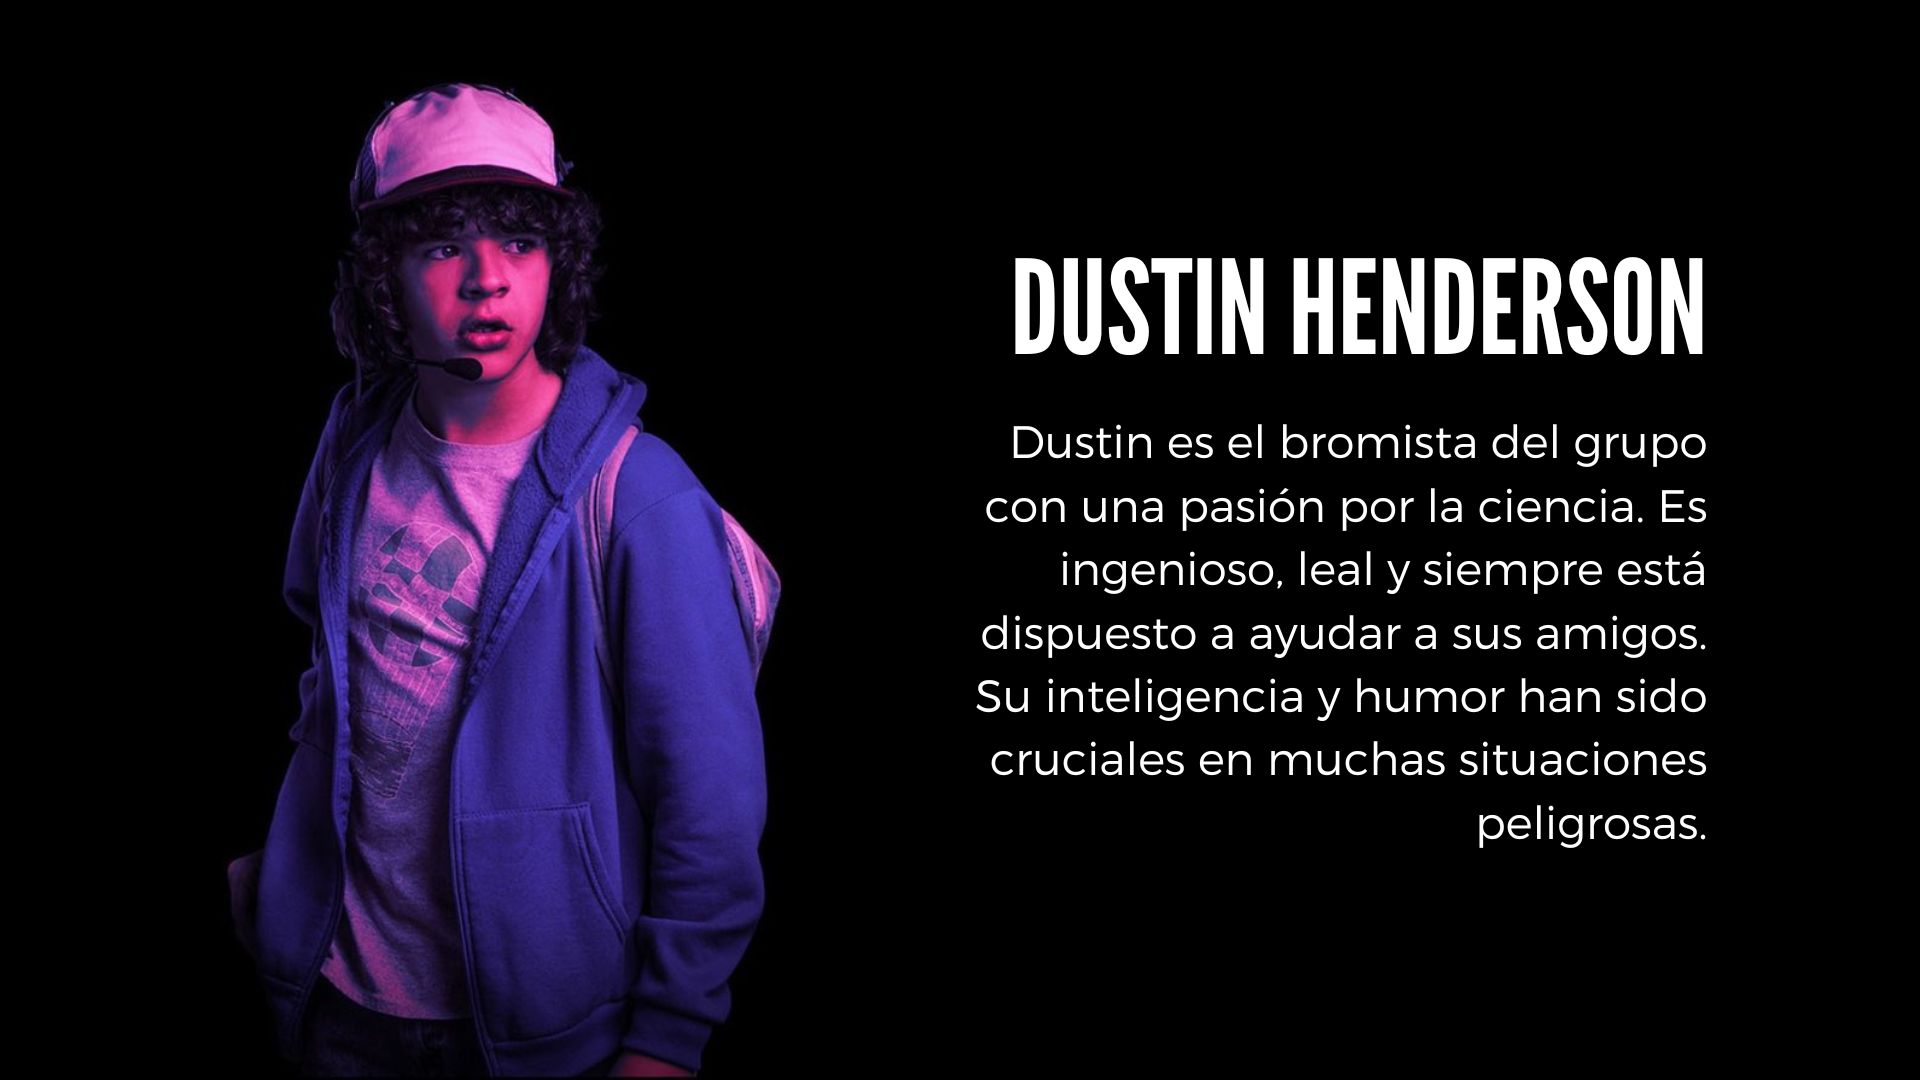 DUSTIN HENDERSON
Dustin es el bromista del grupo
con una pasión por la ciencia. Es
ingenioso, leal y siempre está
dispuesto a ayudar a sus amigos.
Su inteligencia y humor han sido
cruciales en muchas situaciones
peligrosas.